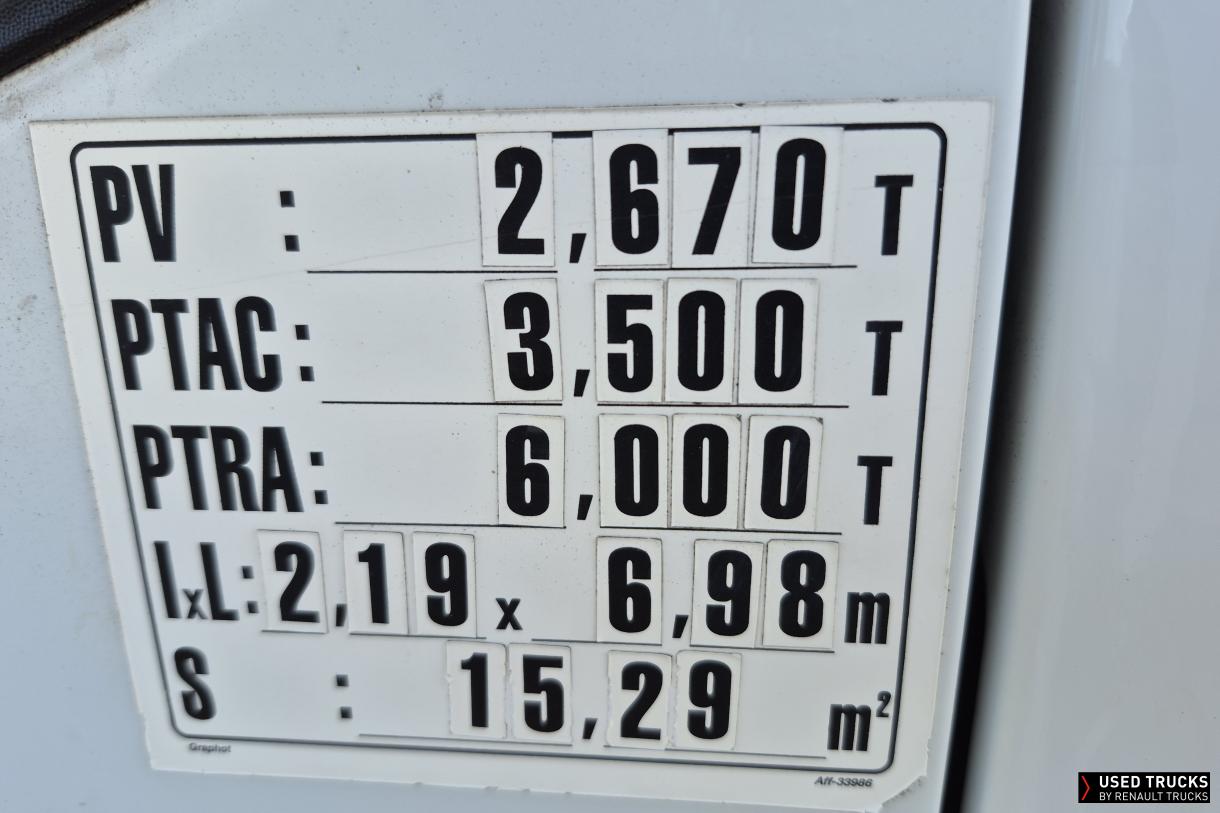 PV : 2,670 T
PTAC : 3,500 T
PTRA : 6,000 T
lxL : 2,19 x 6,98 m
S : 15,29 m²
Graphot
Aff-33986
USED TRUCKS
BY RENAULT TRUCKS